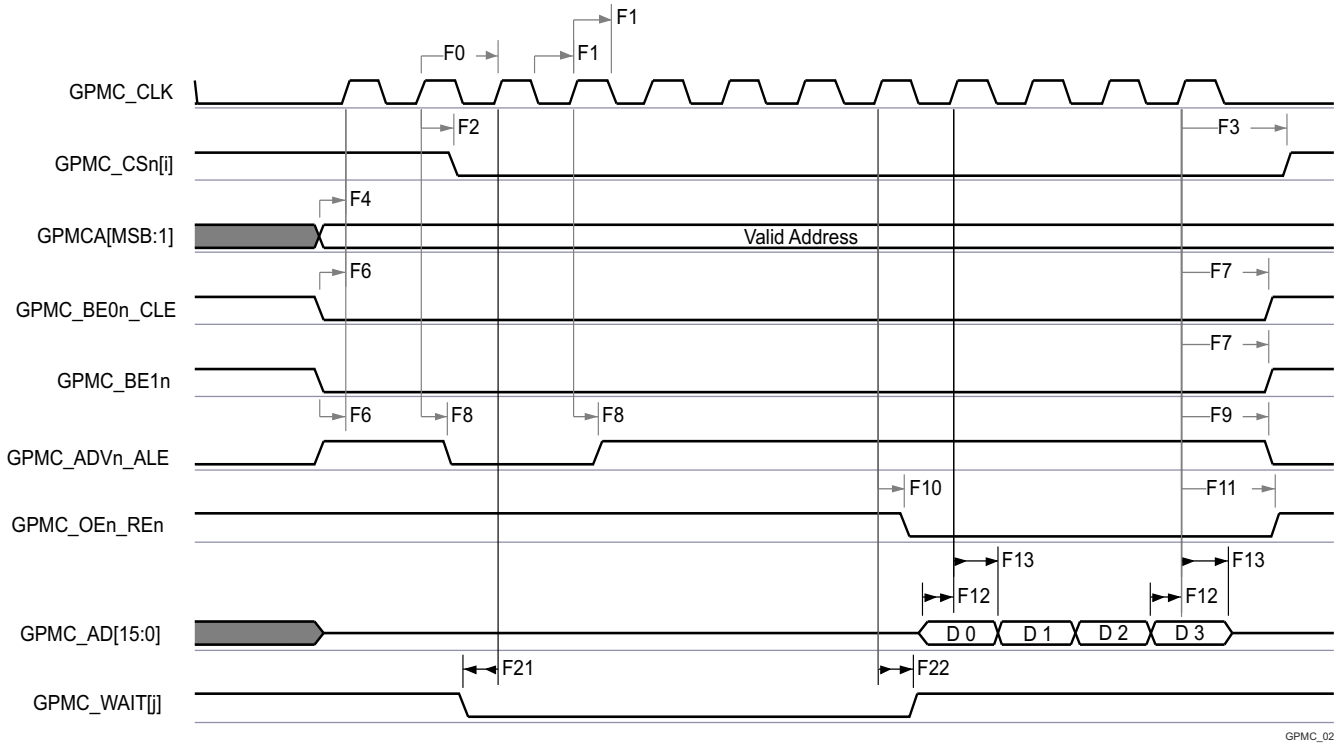 F1
F0
F1
GPMC_CLK
F2
F3
GPMC_CSn[i]
F4
GPMCA[MSB:1]
Valid Address
F6
F7
GPMC_BE0n_CLE
F7
GPMC_BE1n
F6
F8
F8
F9
GPMC_ADVn_ALE
F10
F11
GPMC_OEn_REn
F13
F13
F12
F12
GPMC_AD[15:0]
D 0
D 1
D 2
D 3
F21
F22
GPMC_WAIT[j]
GPMC_02